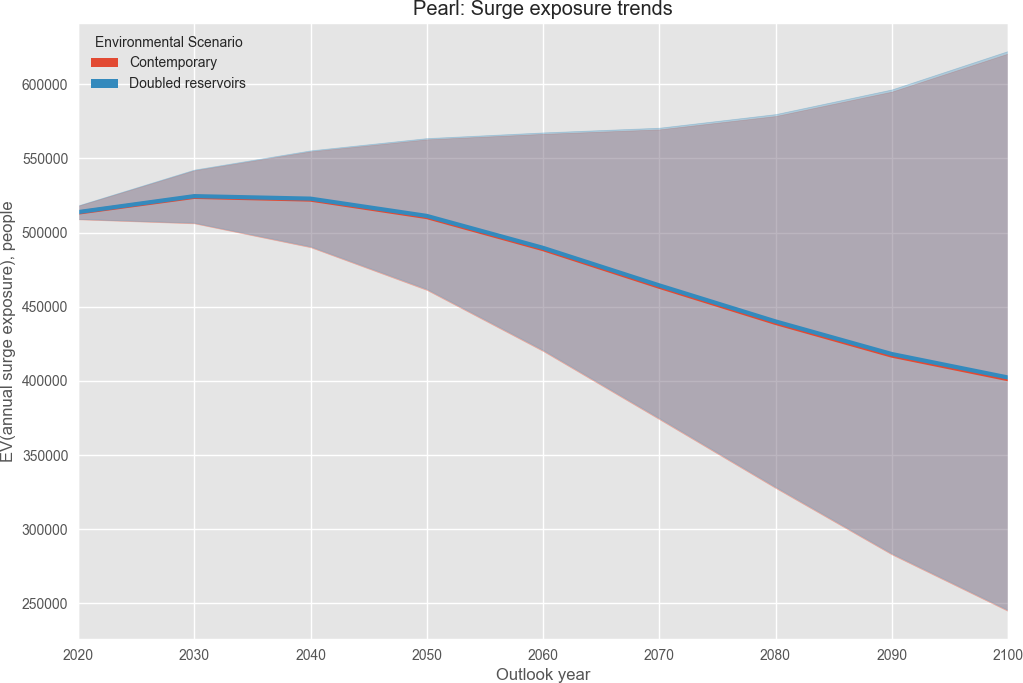 Pearl: Surge exposure trends
Environmental Scenario
Contemporary
Doubled reservoirs
600000
550000
500000
450000
400000
350000
300000
250000
EV(annual surge exposure), people
2020 2030 2040 2050 2060 2070 2080 2090 2100
Outlook year